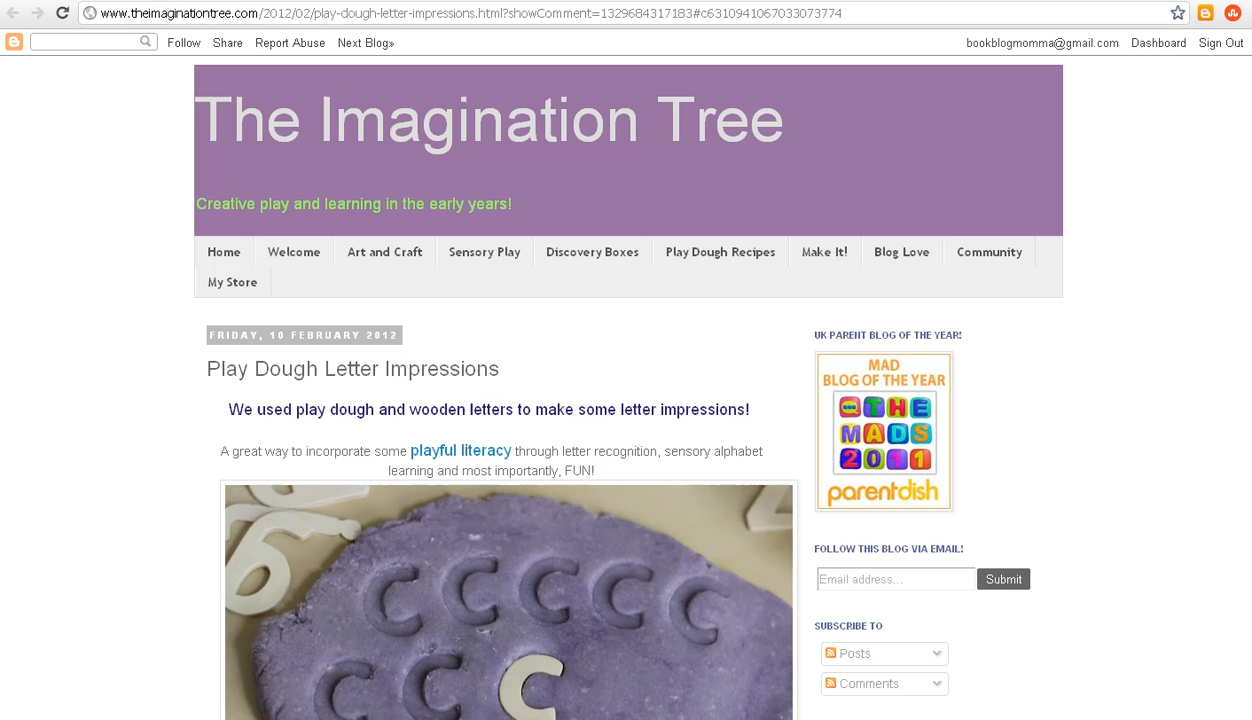 www.theimaginationtree.com/2012/02/play-dough-letter-impressions.html?showComment=1329684317183#c6310941067033073774
Follow Share Report Abuse Next Blog» bookblogmomma@gmail.com Dashboard Sign Out
The Imagination Tree
Creative play and learning in the early years!
Home Welcome Art and Craft Sensory Play Discovery Boxes Play Dough Recipes Make It! Blog Love Community
My Store
FRIDAY, 10 FEBRUARY 2012
Play Dough Letter Impressions
We used play dough and wooden letters to make some letter impressions!
A great way to incorporate some playful literacy through letter recognition, sensory alphabet
learning and most importantly, FUN!
C C C C C
C C C
UK PARENT BLOG OF THE YEAR!
MAD
BLOG OF THE YEAR
THE
MADS
2011
parentdish
FOLLOW THIS BLOG VIA EMAIL!
Email address... Submit
SUBSCRIBE TO
Posts
Comments